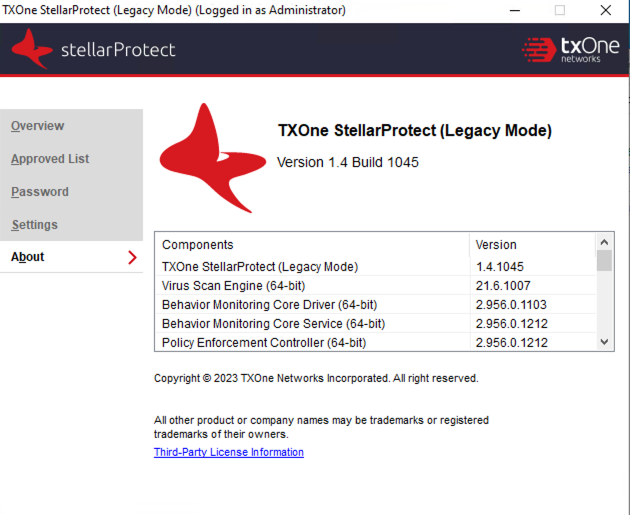 TXOne StellarProtect (Legacy Mode) (Logged in as Administrator)
stellarProtect
txOne
networks
Overview
Approved List
Password
Settings
About
TXOne StellarProtect (Legacy Mode)
Version 1.4 Build 1045
Components Version
TXOne StellarProtect (Legacy Mode) 1.4.1045
Virus Scan Engine (64-bit) 21.6.1007
Behavior Monitoring Core Driver (64-bit) 2.956.0.1103
Behavior Monitoring Core Service (64-bit) 2.956.0.1212
Policy Enforcement Controller (64-bit) 2.956.0.1212
Copyright © 2023 TXOne Networks Incorporated. All right reserved.
All other product or company names may be trademarks or registered
trademarks of their owners.
Third-Party License Information